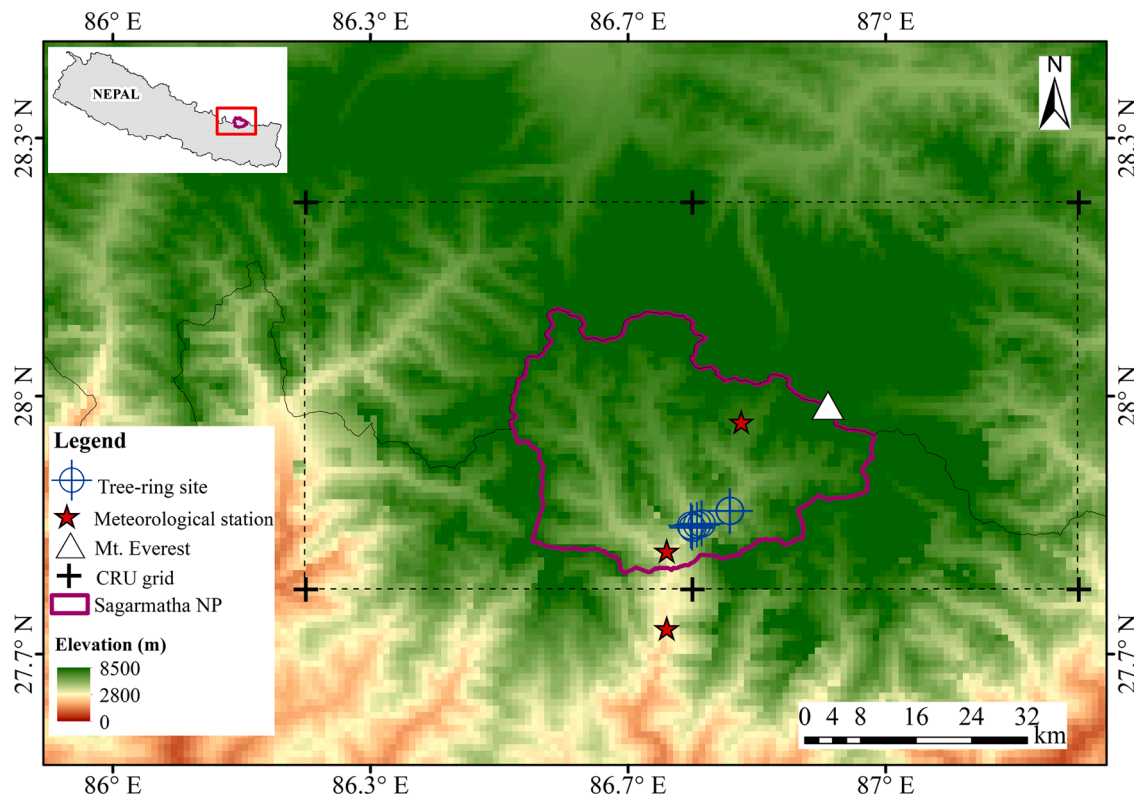 86° E 86.3° E 86.7° E 87° E
N
NEPAL
28.3° N 28.3° N
28° N 28° N
27.7° N 27.7° N
Legend
Tree-ring site
Meteorological station
Mt. Everest
CRU grid
Sagarmatha NP
Elevation (m)
8500
2800
0
0 2 4 8 16 24 32
km
86° E 86.3° E 86.7° E 87° E